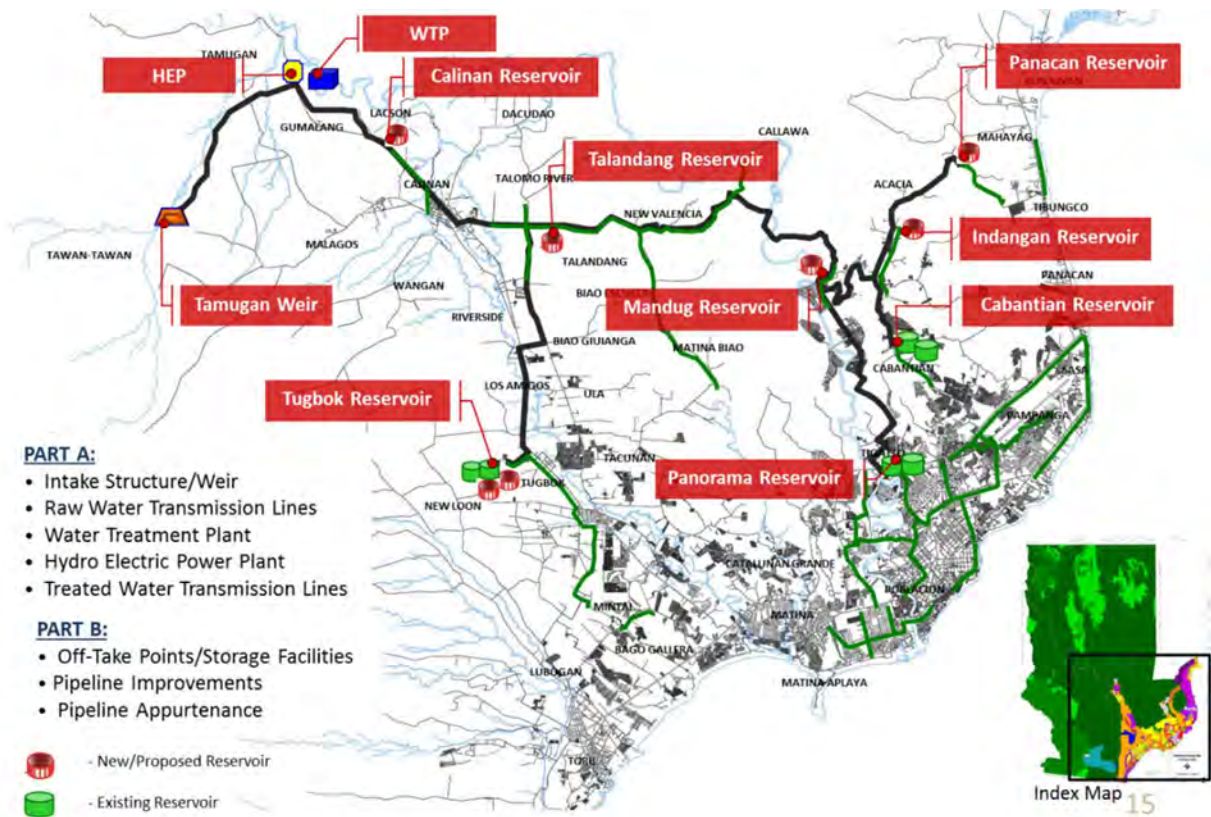 WTP
TAMUGAN
HEP
Calinan Reservoir
Panacan Reservoir
LACSON
DACUDAO
GUMALANG
CALLAWA
MAHAYAG
Talandang Reservoir
CALINAN
TALOMO RIVER
ACACIA
TIBUNGCO
NEW VALENCIA
Indangan Reservoir
MALAGOS
TAWAN-TAWAN
TALANDANG
PANACAN
WANGAN
Tamugan Weir
RIVERSIDE
Mandug Reservoir
Cabantian Reservoir
BIAO GIUIANGA
MATINA BIAO
CABANTIAN
LOS AMIGOS
ULA
SASA
Tugbok Reservoir
PAMPANGA
TACUNAN
TUGBOK
Panorama Reservoir
NEW LOON
PART A:
• Intake Structure/Weir
• Raw Water Transmission Lines
• Water Treatment Plant
• Hydro Electric Power Plant
• Treated Water Transmission Lines
CATALUNAN GRANDE
POBLACION
MINTAL
MATINA
BAGO GALLERA
PART B:
• Off-Take Points/Storage Facilities
• Pipeline Improvements
• Pipeline Appurtenance
LUBOGAN
MATINA APLAYA
TORIL
- New/Proposed Reservoir
- Existing Reservoir
Index Map
15